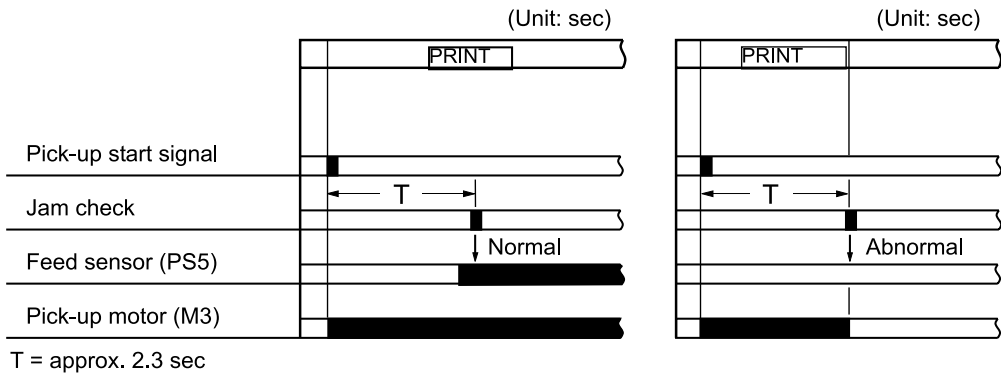 (Unit: sec) (Unit: sec)
PRINT PRINT
Pick-up start signal
T T
Jam check
Normal Abnormal
Feed sensor (PS5)
Pick-up motor (M3)
T = approx. 2.3 sec